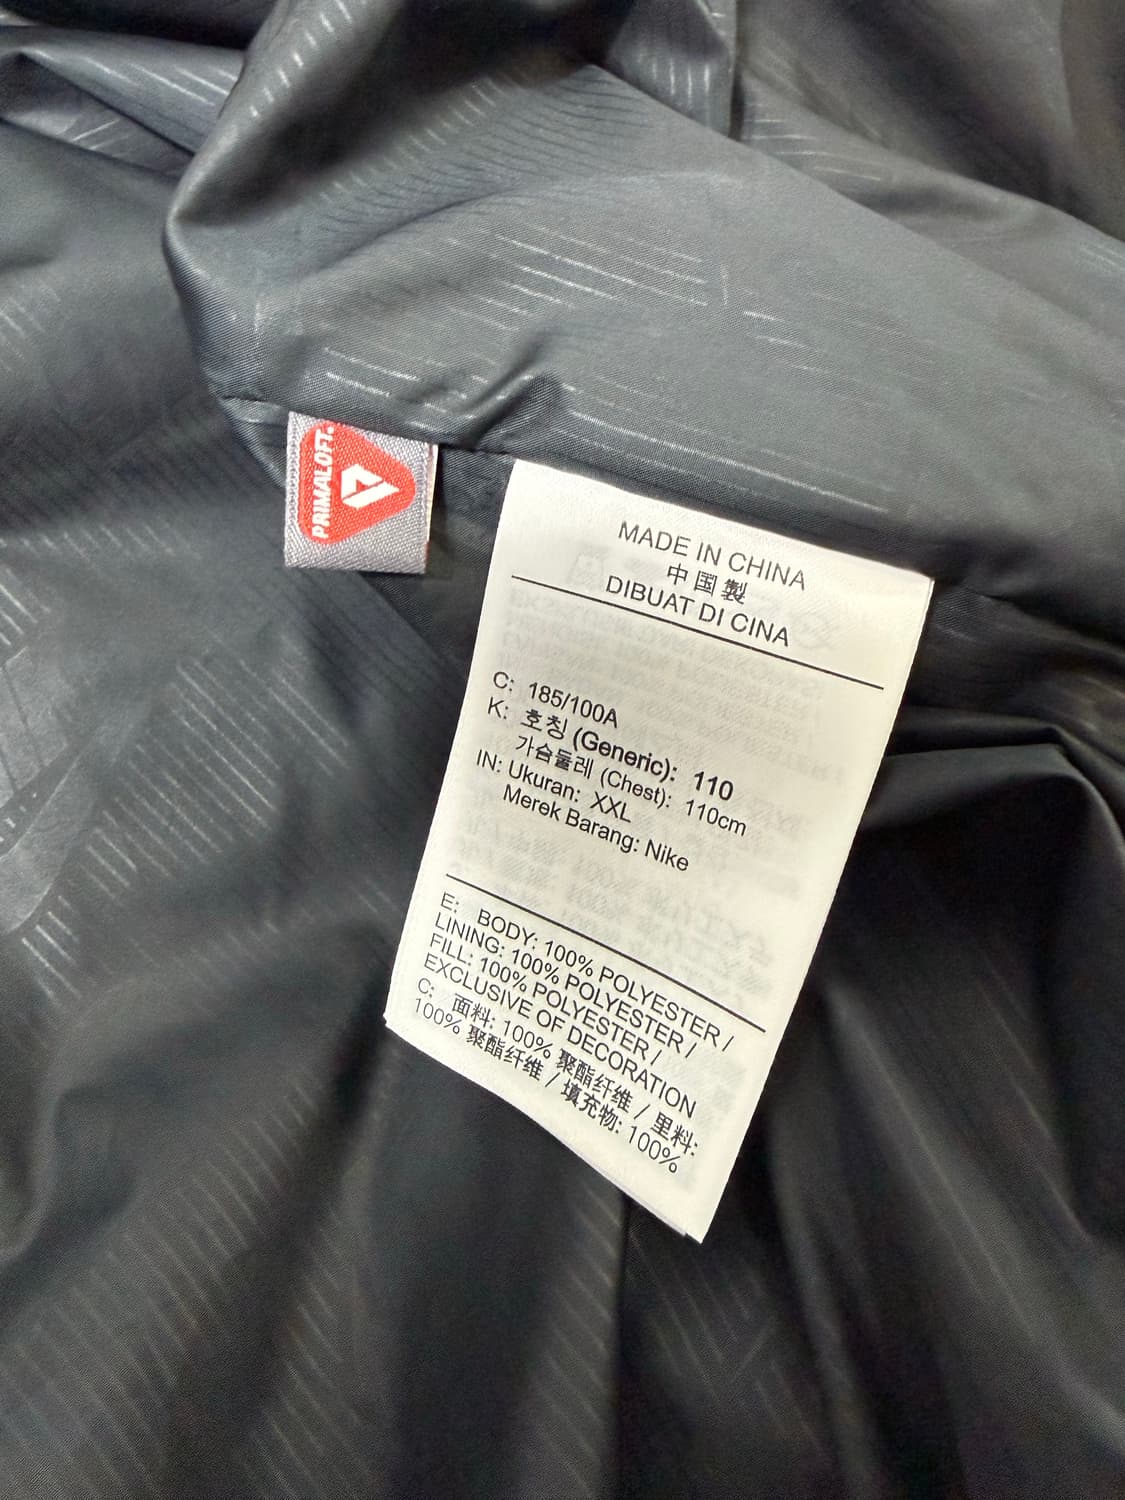 PRIMALOFT®
MADE IN CHINA
中国製
DIBUAT DI CINA
C: 185/100A
K: 호칭 (Generic): 110
가슴둘레 (Chest): 110cm
IN: Ukuran: XXL
Merek Barang: Nike
E: BODY: 100% POLYESTER /
LINING: 100% POLYESTER /
FILL: 100% POLYESTER /
EXCLUSIVE OF DECORATION
C: 面料: 100% 聚酯纤维 / 里料:
100% 聚酯纤维 / 填充物: 100%